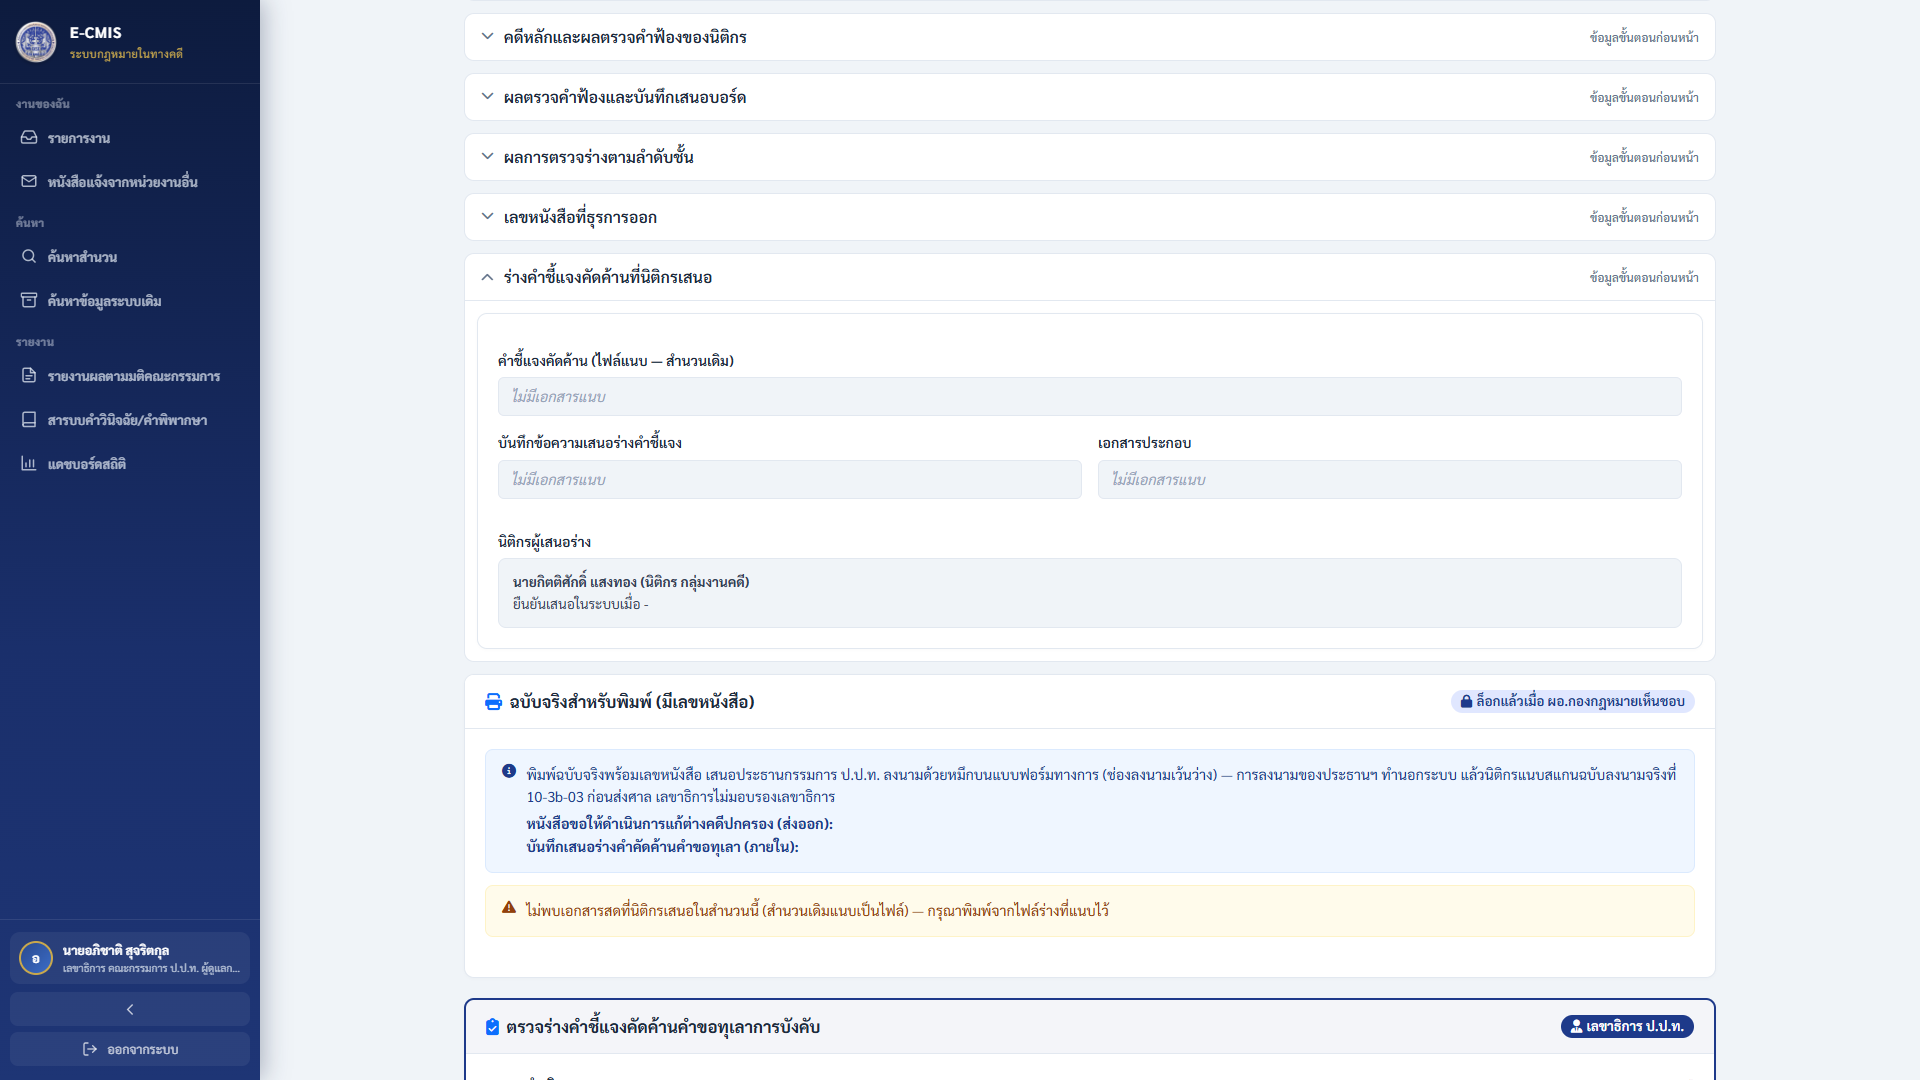 E-CMIS
ระบบกฎหมายในทางคดี
งานของฉัน
รายการงาน
หนังสือแจ้งจากหน่วยงานอื่น
ค้นหา
ค้นหาสำนวน
ค้นหาข้อมูลระบบเดิม
รายงาน
รายงานผลตามมติคณะกรรมการ
สารบบคำวินิจฉัย/คำพิพากษา
แดชบอร์ดสถิติ
อ
นายอภิชาติ สุจริตกุล
เลขาธิการ คณะกรรมการ ป.ป.ท. ผู้ดูแลก...
ออกจากระบบ
คดีหลักและผลตรวจคำฟ้องของนิติกร
ข้อมูลขั้นตอนก่อนหน้า
ผลตรวจคำฟ้องและบันทึกเสนอบอร์ด
ข้อมูลขั้นตอนก่อนหน้า
ผลการตรวจร่างตามลำดับชั้น
ข้อมูลขั้นตอนก่อนหน้า
เลขหนังสือที่ธุรการออก
ข้อมูลขั้นตอนก่อนหน้า
ร่างคำชี้แจงคัดค้านที่นิติกรเสนอ
ข้อมูลขั้นตอนก่อนหน้า
คำชี้แจงคัดค้าน (ไฟล์แนบ — สำนวนเดิม)
ไม่มีเอกสารแนบ
บันทึกข้อความเสนอร่างคำชี้แจง
เอกสารประกอบ
ไม่มีเอกสารแนบ
ไม่มีเอกสารแนบ
นิติกรผู้เสนอร่าง
นายกิตติศักดิ์ แสงทอง (นิติกร กลุ่มงานคดี)
ยืนยันเสนอในระบบเมื่อ -
ฉบับจริงสำหรับพิมพ์ (มีเลขหนังสือ)
ล็อกแล้วเมื่อ ผอ.กองกฎหมายเห็นชอบ
พิมพ์ฉบับจริงพร้อมเลขหนังสือ เสนอประธานกรรมการ ป.ป.ท. ลงนามด้วยหมึกบนแบบฟอร์มทางการ (ช่องลงนามเว้นว่าง) — การลงนามของประธานฯ ทำนอกระบบ แล้วนิติกรแนบสแกนฉบับลงนามจริงที่
10-3b-03 ก่อนส่งศาล เลขาธิการไม่มอบรองเลขาธิการ
หนังสือขอให้ดำเนินการแก้ต่างคดีปกครอง (ส่งออก):
บันทึกเสนอร่างคำคัดค้านคำขอทุเลา (ภายใน):
ไม่พบเอกสารสดที่นิติกรเสนอในสำนวนนี้ (สำนวนเดิมแนบเป็นไฟล์) — กรุณาพิมพ์จากไฟล์ร่างที่แนบไว้
ตรวจร่างคำชี้แจงคัดค้านคำขอทุเลาการบังคับ
เลขาธิการ ป.ป.ท.